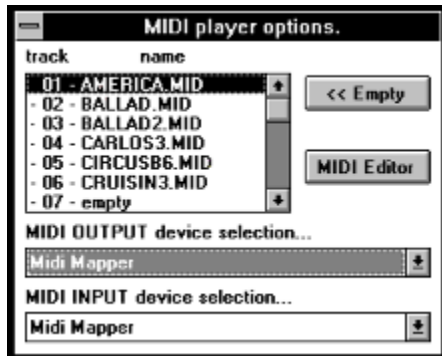 MIDI player options.
track name
- 01 - AMERICA.MID
<< Empty
- 02 - BALLAD.MID
- 03 - BALLAD2.MID
- 04 - CARLOS3.MID
- 05 - CIRCUSB6.MID
MIDI Editor
- 06 - CRUISIN3.MID
- 07 - empty
MIDI OUTPUT device selection...
Midi Mapper
MIDI INPUT device selection...
Midi Mapper